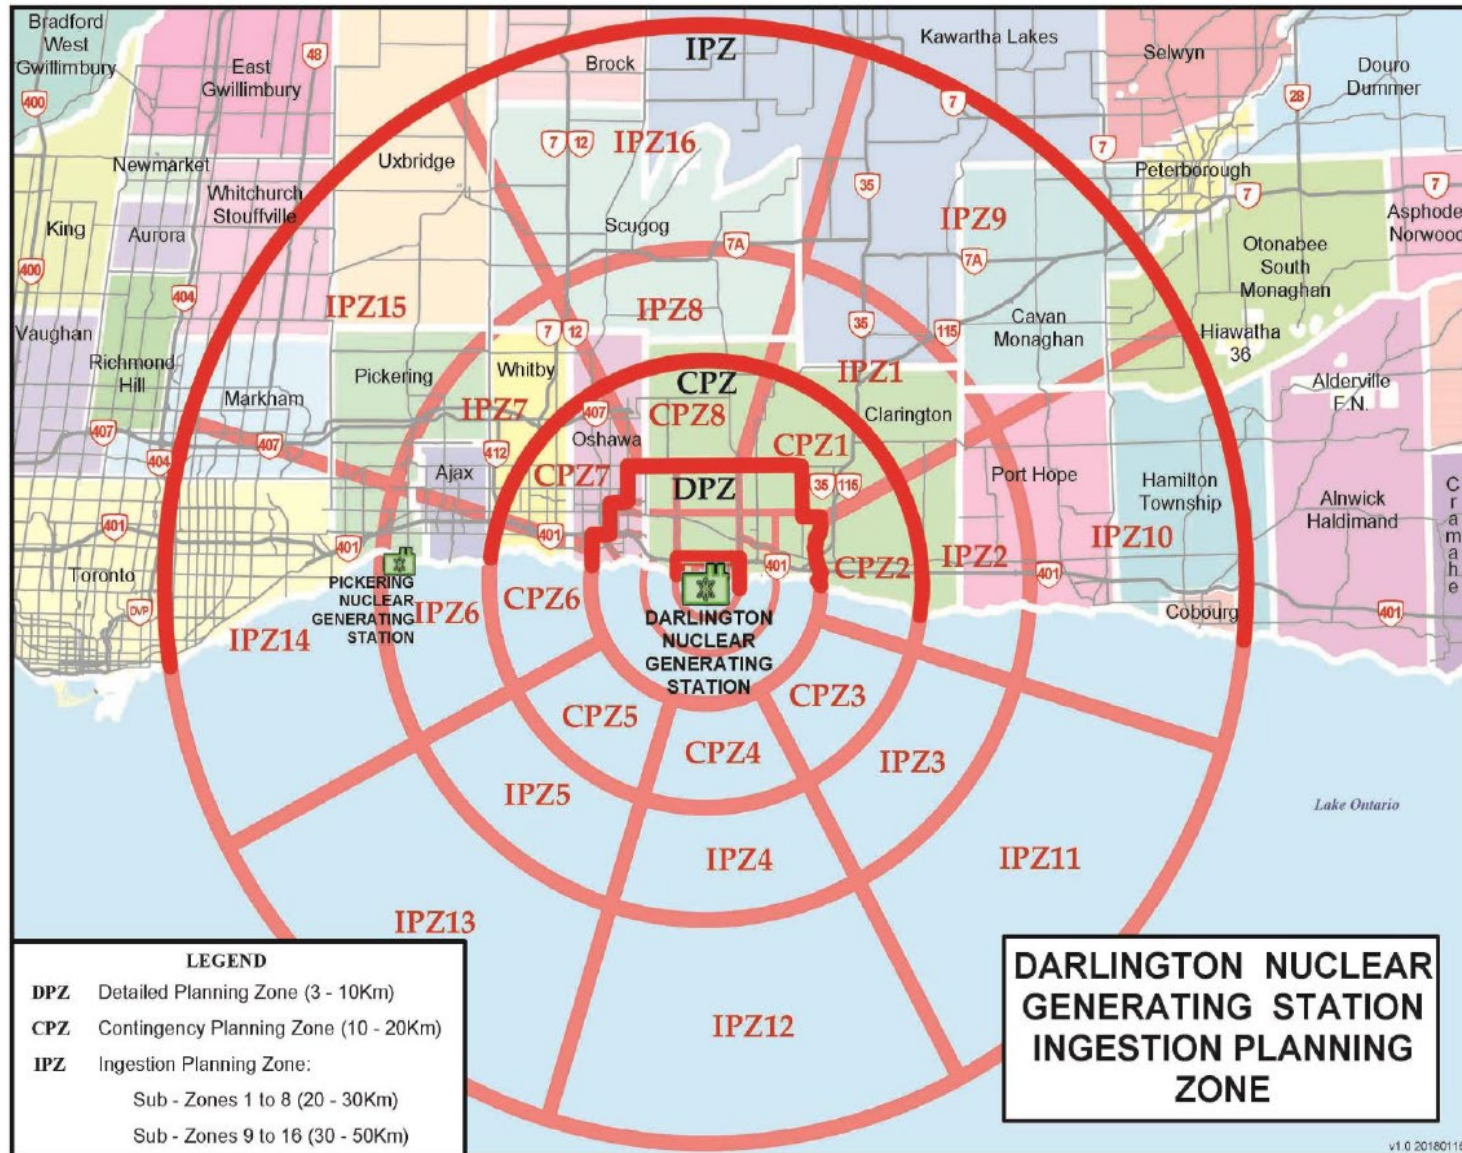 Bradford
West
Gwillimbury
East
Gwillimbury
48
Brock
IPZ
Kawartha Lakes
Selwyn
Douro
Dummer
400
28
7
7
Newmarket
Uxbridge
7 12
IPZ16
Peterborough
7
7
Whitchurch
Stouffville
King
Aurora
35
IPZ9
Asphodel
Norwood
Scugog
7A
7A
Otonabee
South
Monaghan
400
404
IPZ15
IPZ8
Vaughan
7 12
35
115
Cavan
Monaghan
Hiawatha
36
Richmond
Hill
Pickering
Whitby
IPZ1
CPZ
Alderville
F.N.
Markham
IPZ7
407
CPZ8
Clarington
407
407
404
412
Oshawa
CPZ1
Ajax
CPZ7
DPZ
35 115
Port Hope
Hamilton
Township
Cramahe
Alnwick
Haldimand
401
401
401
IPZ10
Toronto
401
CPZ2
IPZ2
401
PICKERING
NUCLEAR
GENERATING
STATION
IPZ6
CPZ6
DARLINGTON
NUCLEAR
GENERATING
STATION
DVP
Cobourg
401
IPZ14
CPZ5
CPZ3
CPZ4
IPZ3
IPZ5
Lake Ontario
IPZ4
IPZ11
IPZ13
IPZ12
LEGEND
DPZ Detailed Planning Zone (3 - 10Km)
CPZ Contingency Planning Zone (10 - 20Km)
IPZ Ingestion Planning Zone:
Sub - Zones 1 to 8 (20 - 30Km)
Sub - Zones 9 to 16 (30 - 50Km)
DARLINGTON NUCLEAR
GENERATING STATION
INGESTION PLANNING
ZONE
v1.0 20180116